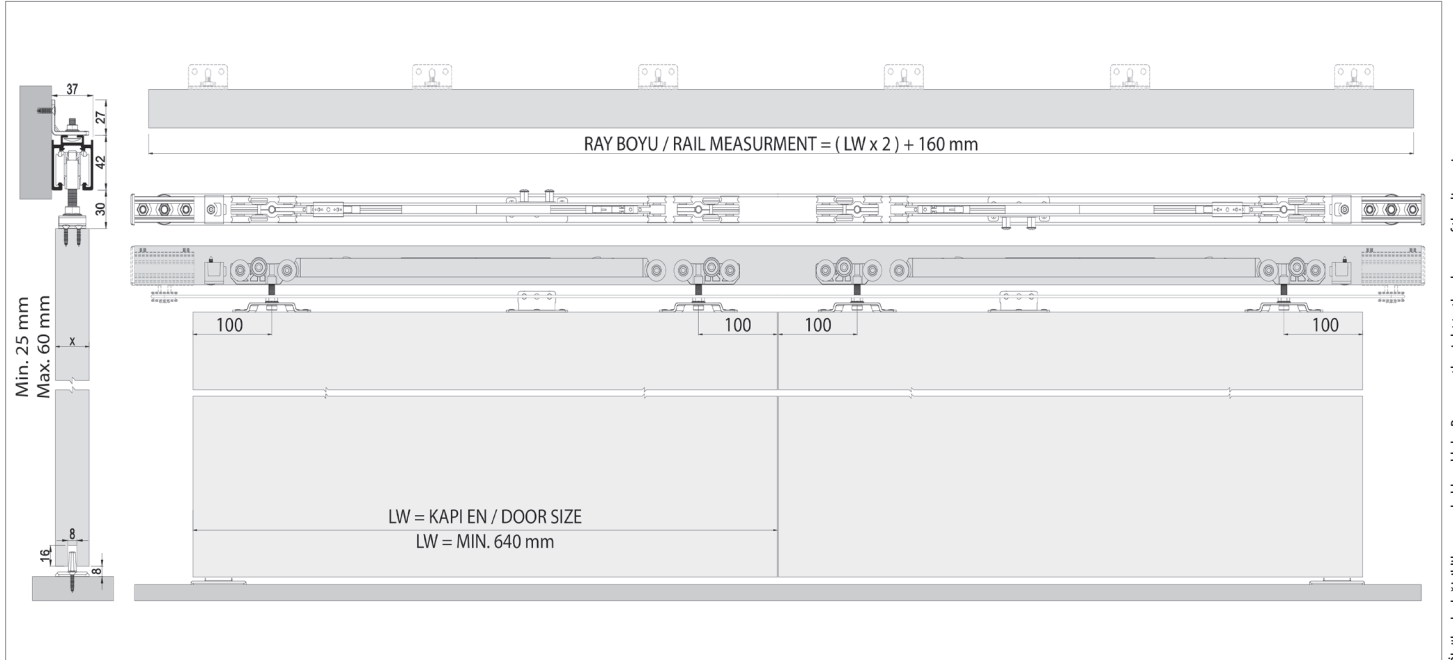 37
27
RAY BOYU / RAIL MEASURMENT = ( LW x 2 ) + 160 mm
42
30
100
100
100
100
Min. 25 mm
Max. 60 mm
x
LW = KAPI EN / DOOR SIZE
LW = MIN. 640 mm
8
16
8